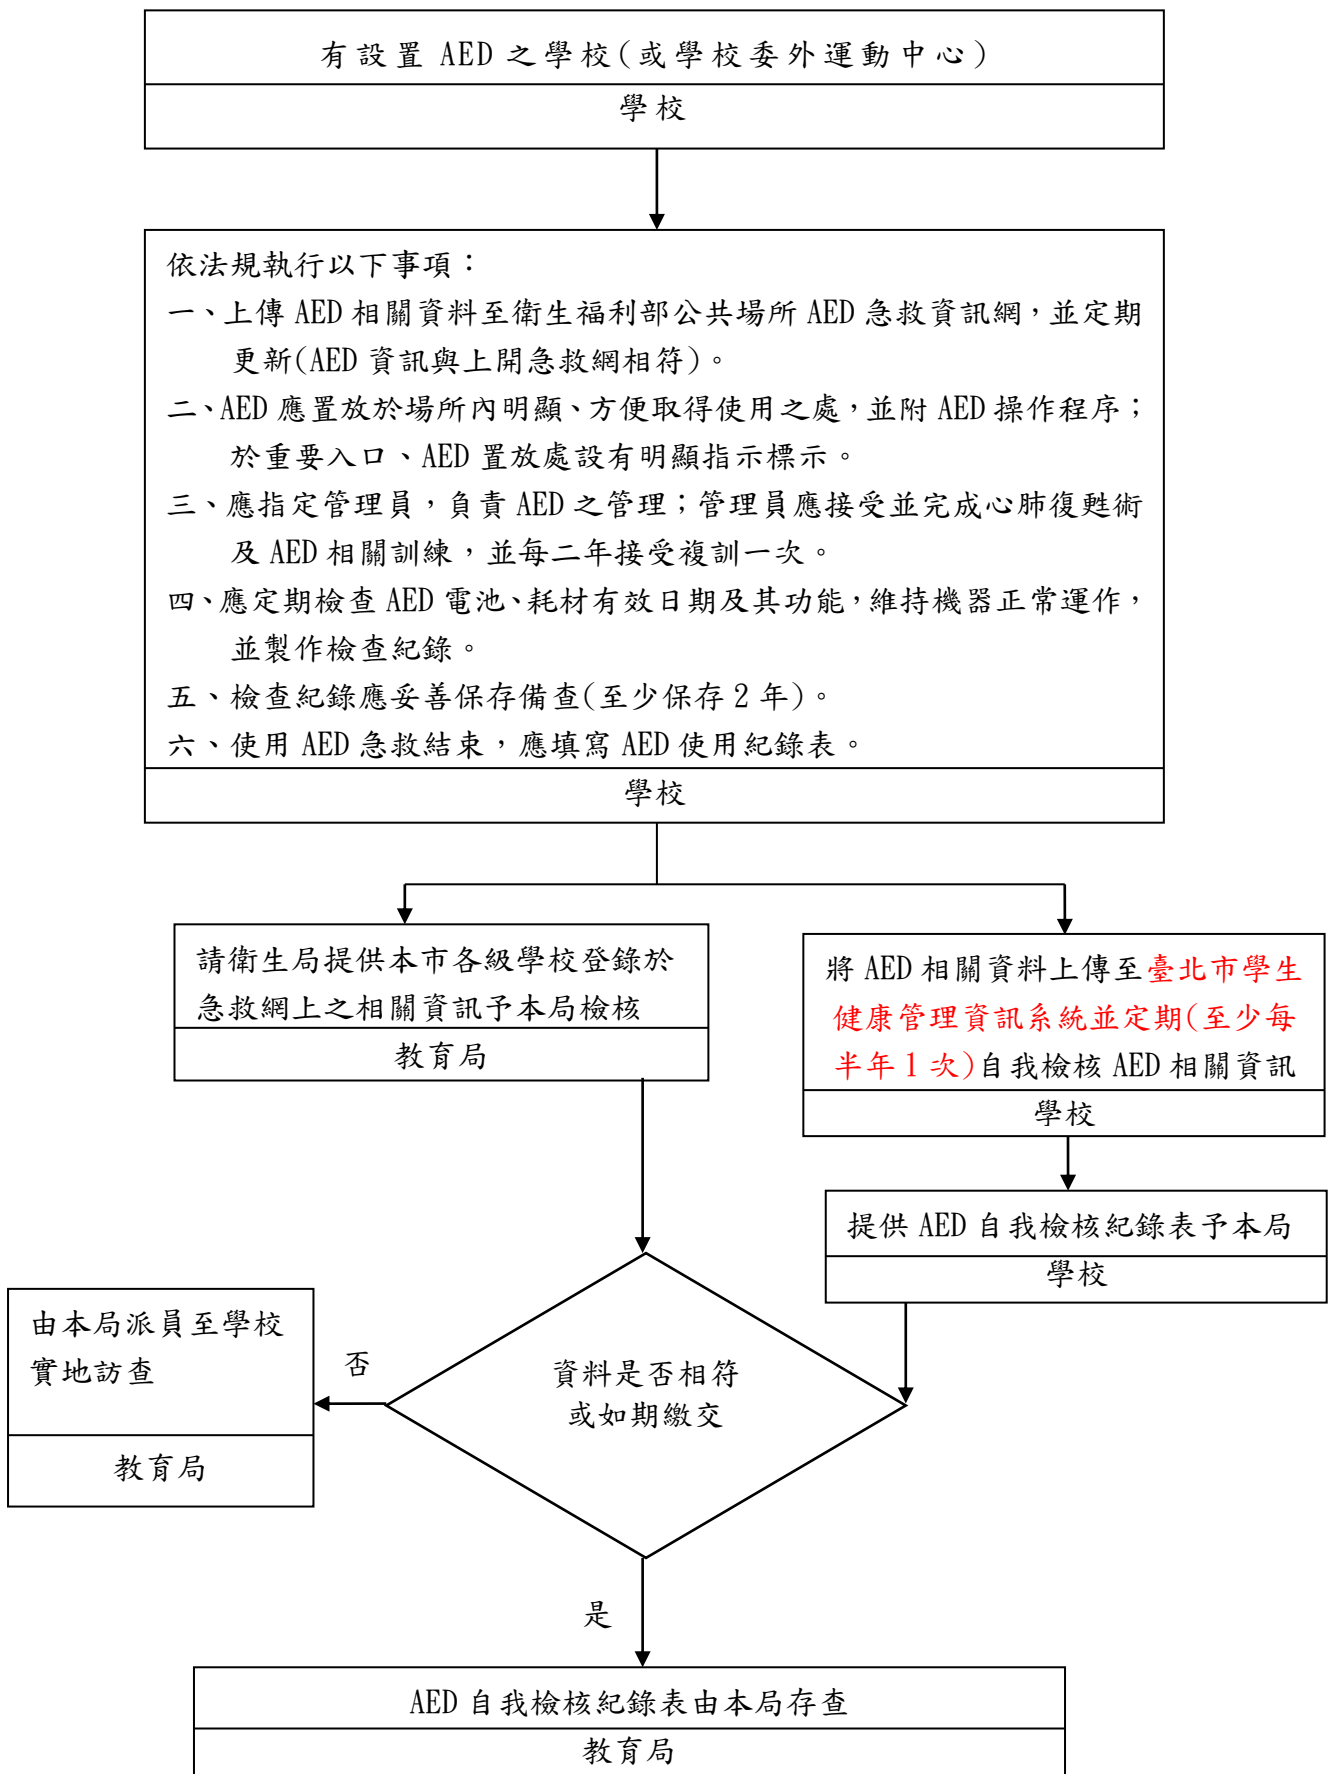 有設置 AED 之學校(或學校委外運動中心)
學校
依法規執行以下事項：
一、上傳 AED 相關資料至衛生福利部公共場所 AED 急救資訊網，並定期
更新(AED 資訊與上開急救網相符)。
二、AED 應置放於場所內明顯、方便取得使用之處，並附 AED 操作程序；
於重要入口、AED 置放處設有明顯指示標示。
三、應指定管理員，負責 AED 之管理；管理員應接受並完成心肺復甦術
及 AED 相關訓練，並每二年接受複訓一次。
四、應定期檢查 AED 電池、耗材有效日期及其功能，維持機器正常運作，
並製作檢查紀錄。
五、檢查紀錄應妥善保存備查(至少保存 2 年)。
六、使用 AED 急救結束，應填寫 AED 使用紀錄表。
學校
請衛生局提供本市各級學校登錄於
急救網上之相關資訊予本局檢核
教育局
將 AED 相關資料上傳至臺北市學生
健康管理資訊系統並定期(至少每
半年 1 次)自我檢核 AED 相關資訊
學校
提供 AED 自我檢核紀錄表予本局
學校
由本局派員至學校
實地訪查
教育局
否
資料是否相符
或如期繳交
是
AED 自我檢核紀錄表由本局存查
教育局